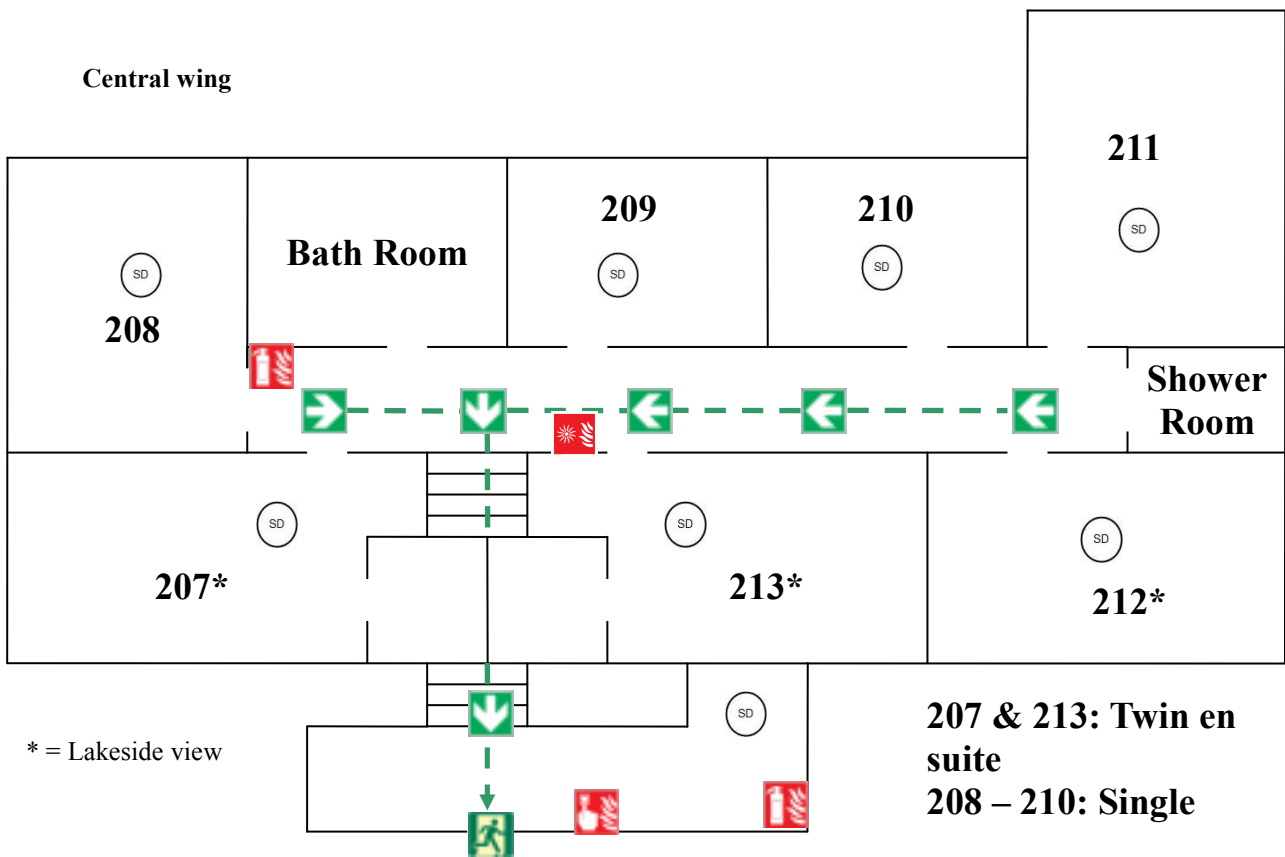 Central wing
211
209
210
Bath Room
SD
SD
SD
SD
208
Shower
Room
SD
SD
SD
207*
213*
212*
SD
* = Lakeside view
207 & 213: Twin en
suite
208 – 210: Single